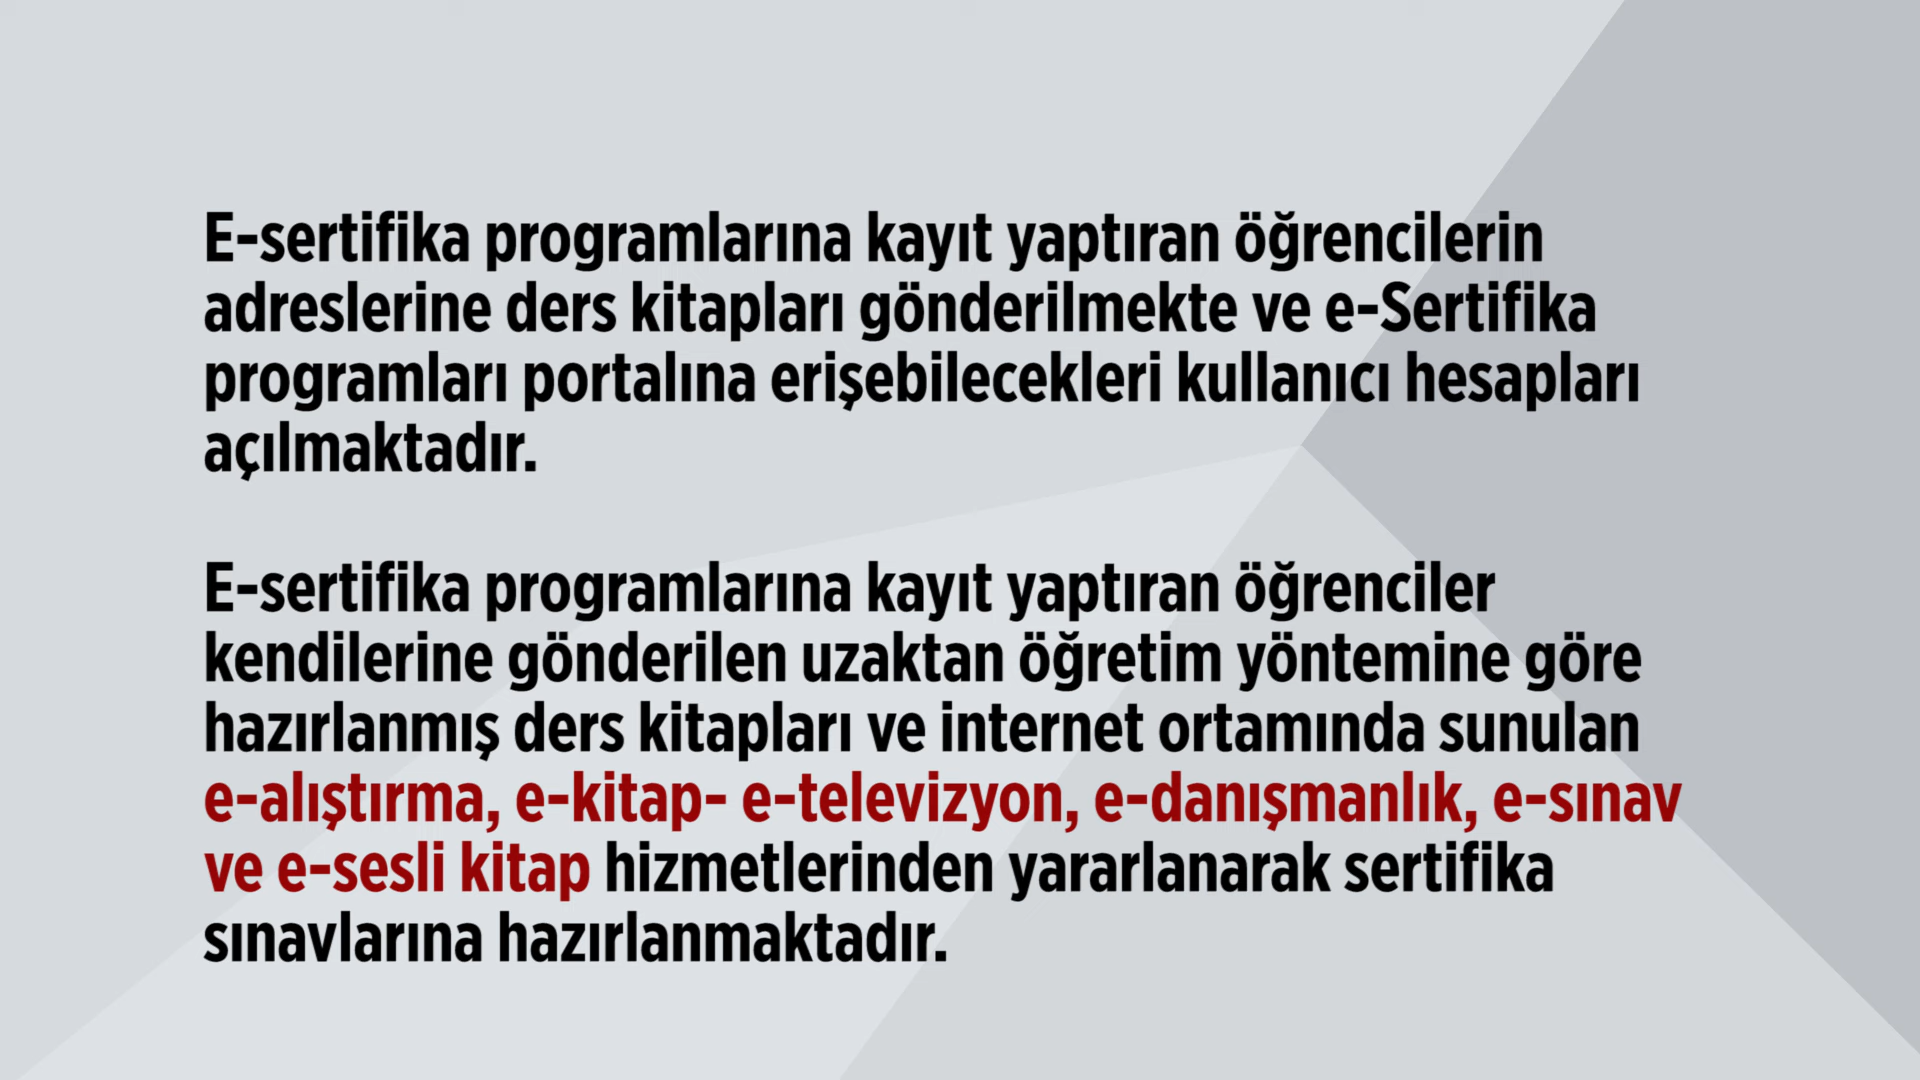 E-sertifika programlarına kayıt yaptıran öğrencilerin
adreslerine ders kitapları gönderilmekte ve e-Sertifika
programları portalına erişebilecekleri kullanıcı hesapları
açılmaktadır.
E-sertifika programlarına kayıt yaptıran öğrenciler
kendilerine gönderilen uzaktan öğretim yöntemine göre
hazırlanmış ders kitapları ve internet ortamında sunulan
e-alıştırma, e-kitap- e-televizyon, e-danışmanlık, e-sınav
ve e-sesli kitap hizmetlerinden yararlanarak sertifika
sınavlarına hazırlanmaktadır.